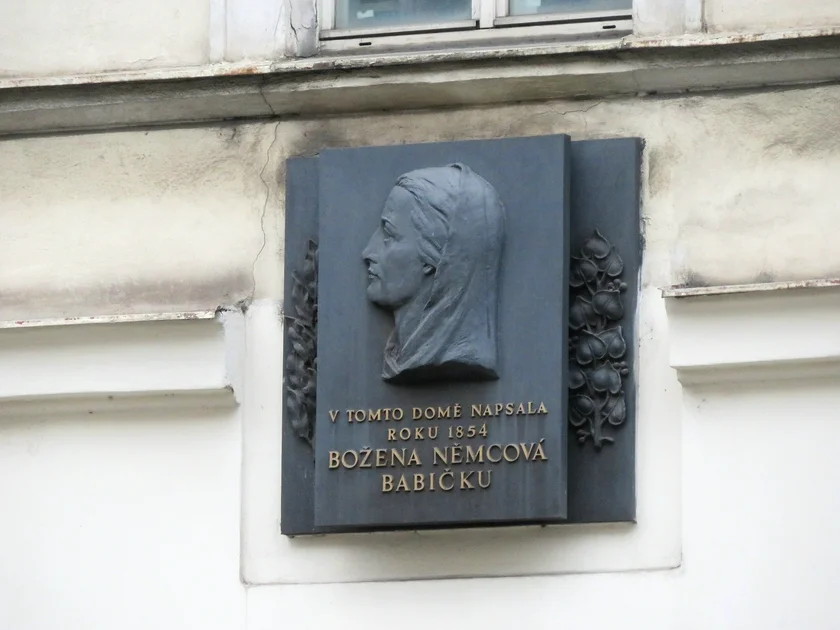 V TOMTO DOMĚ NAPSALA
ROKU 1854
BOŽENA NĚMCOVÁ
BABIČKU